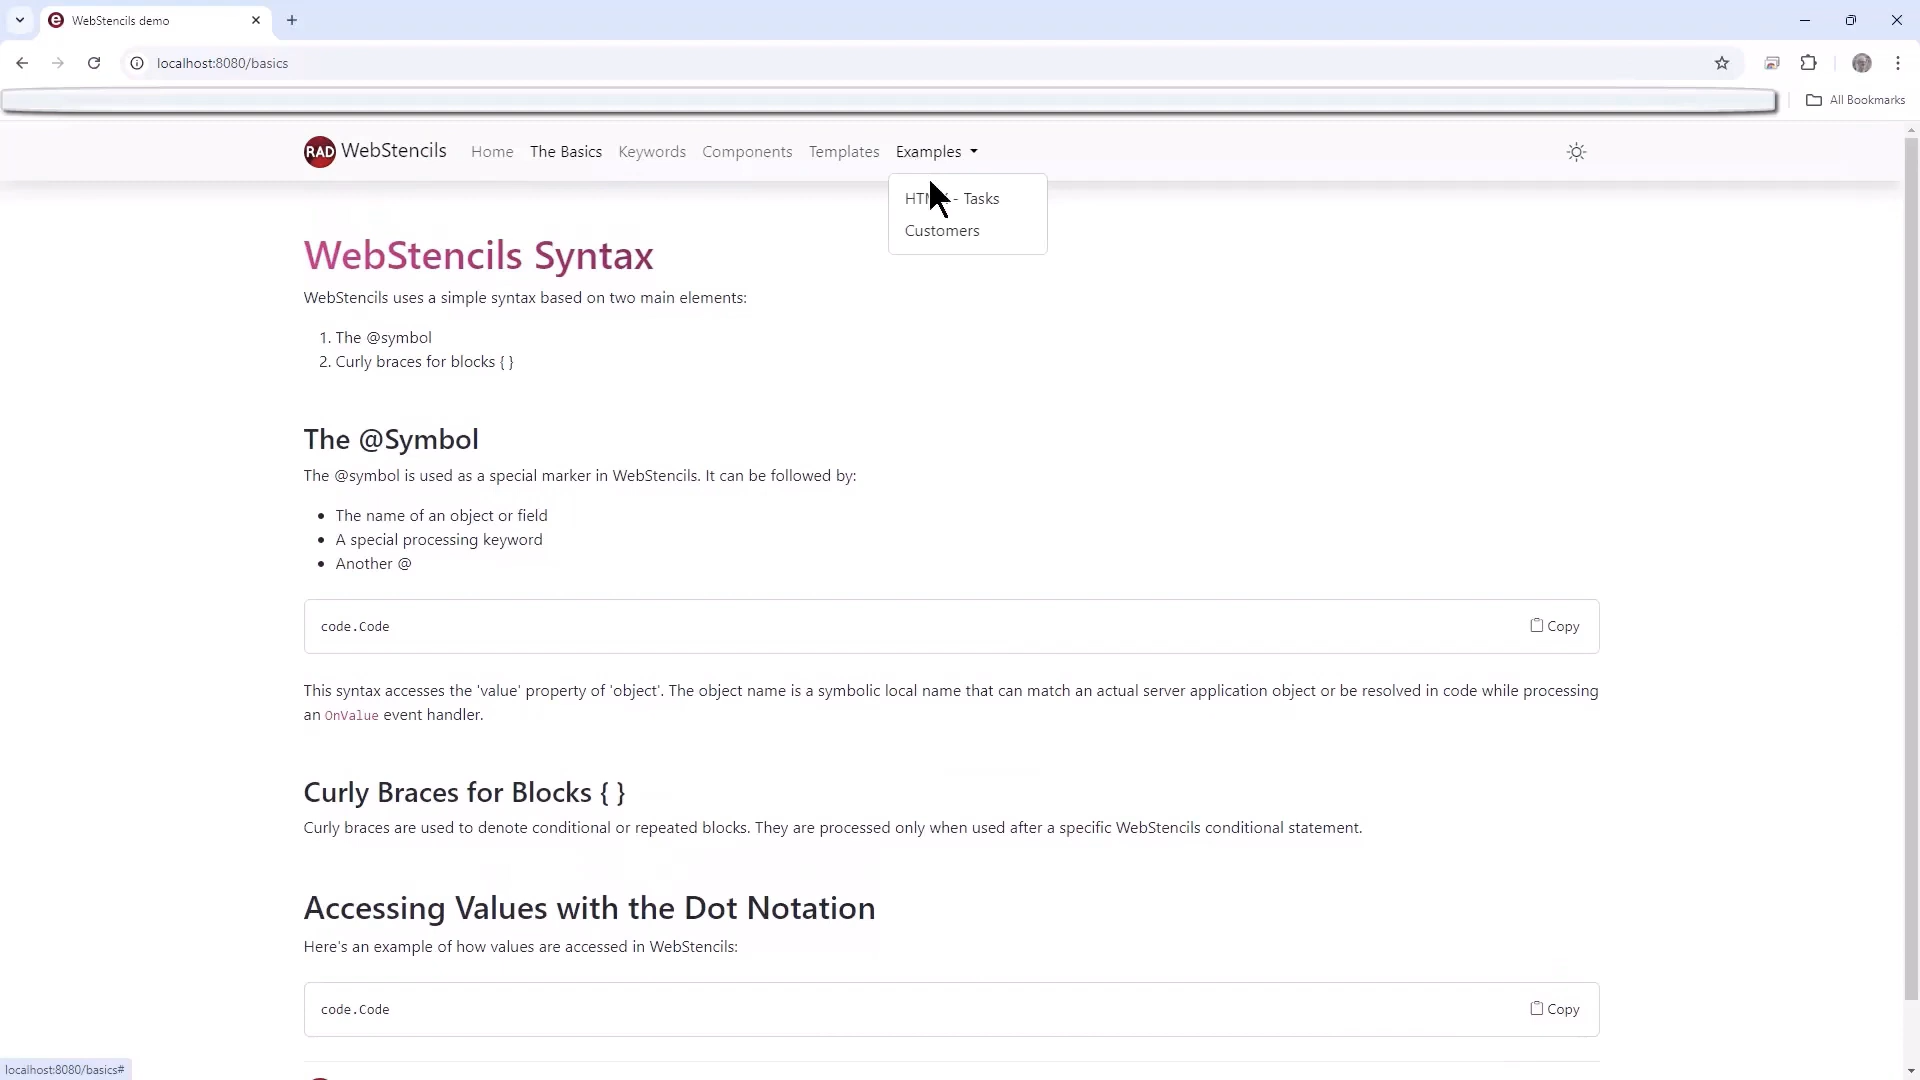 WebStencils demo
localhost:8080/basics
All Bookmarks
RAD WebStencils Home The Basics Keywords Components Templates Examples
- Tasks
Customers
WebStencils Syntax
WebStencils uses a simple syntax based on two main elements:
1. The @symbol
2. Curly braces for blocks { }
The @Symbol
The @symbol is used as a special marker in WebStencils. It can be followed by:
• The name of an object or field
• A special processing keyword
• Another @
code.Code
Copy
This syntax accesses the 'value' property of 'object'. The object name is a symbolic local name that can match an actual server application object or be resolved in code while processing
an OnValue event handler.
Curly Braces for Blocks { }
Curly braces are used to denote conditional or repeated blocks. They are processed only when used after a specific WebStencils conditional statement.
Accessing Values with the Dot Notation
Here's an example of how values are accessed in WebStencils:
code.Code
Copy
localhost:8080/basics#